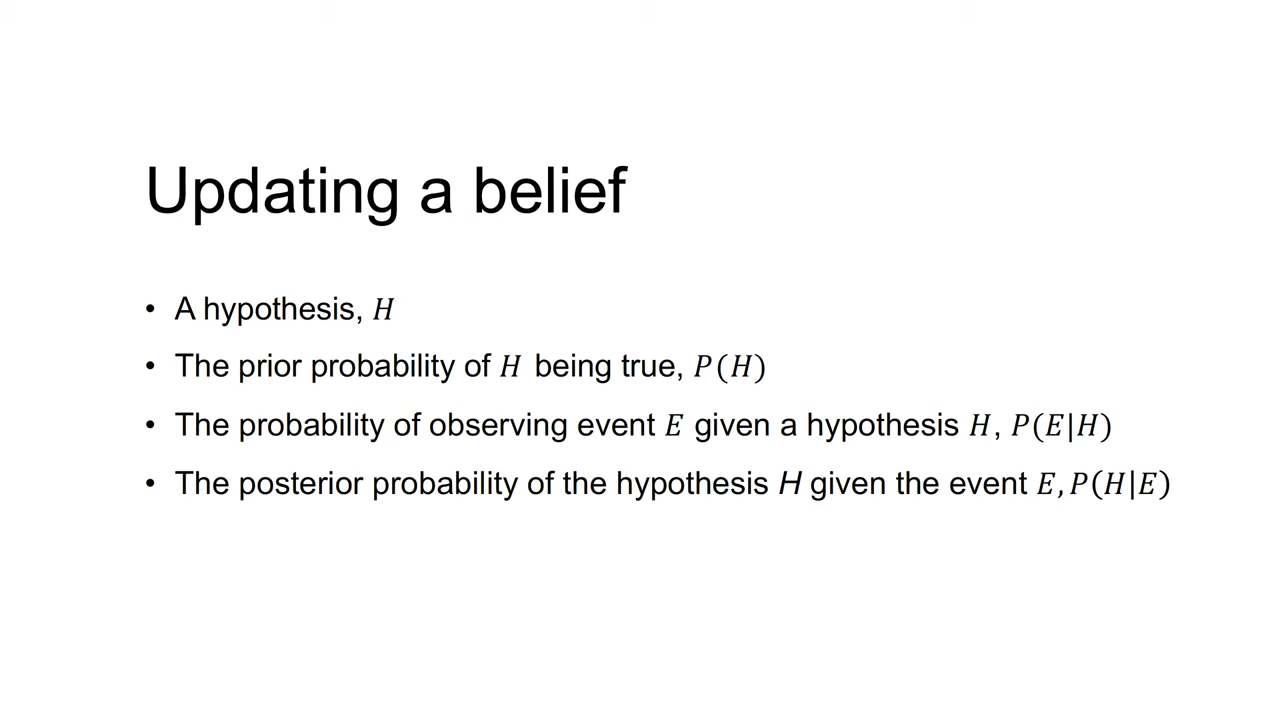 Updating a belief
• A hypothesis, H
• The prior probability of H being true, P(H)
• The probability of observing event E given a hypothesis H, P(E|H)
• The posterior probability of the hypothesis H given the event E, P(H|E)